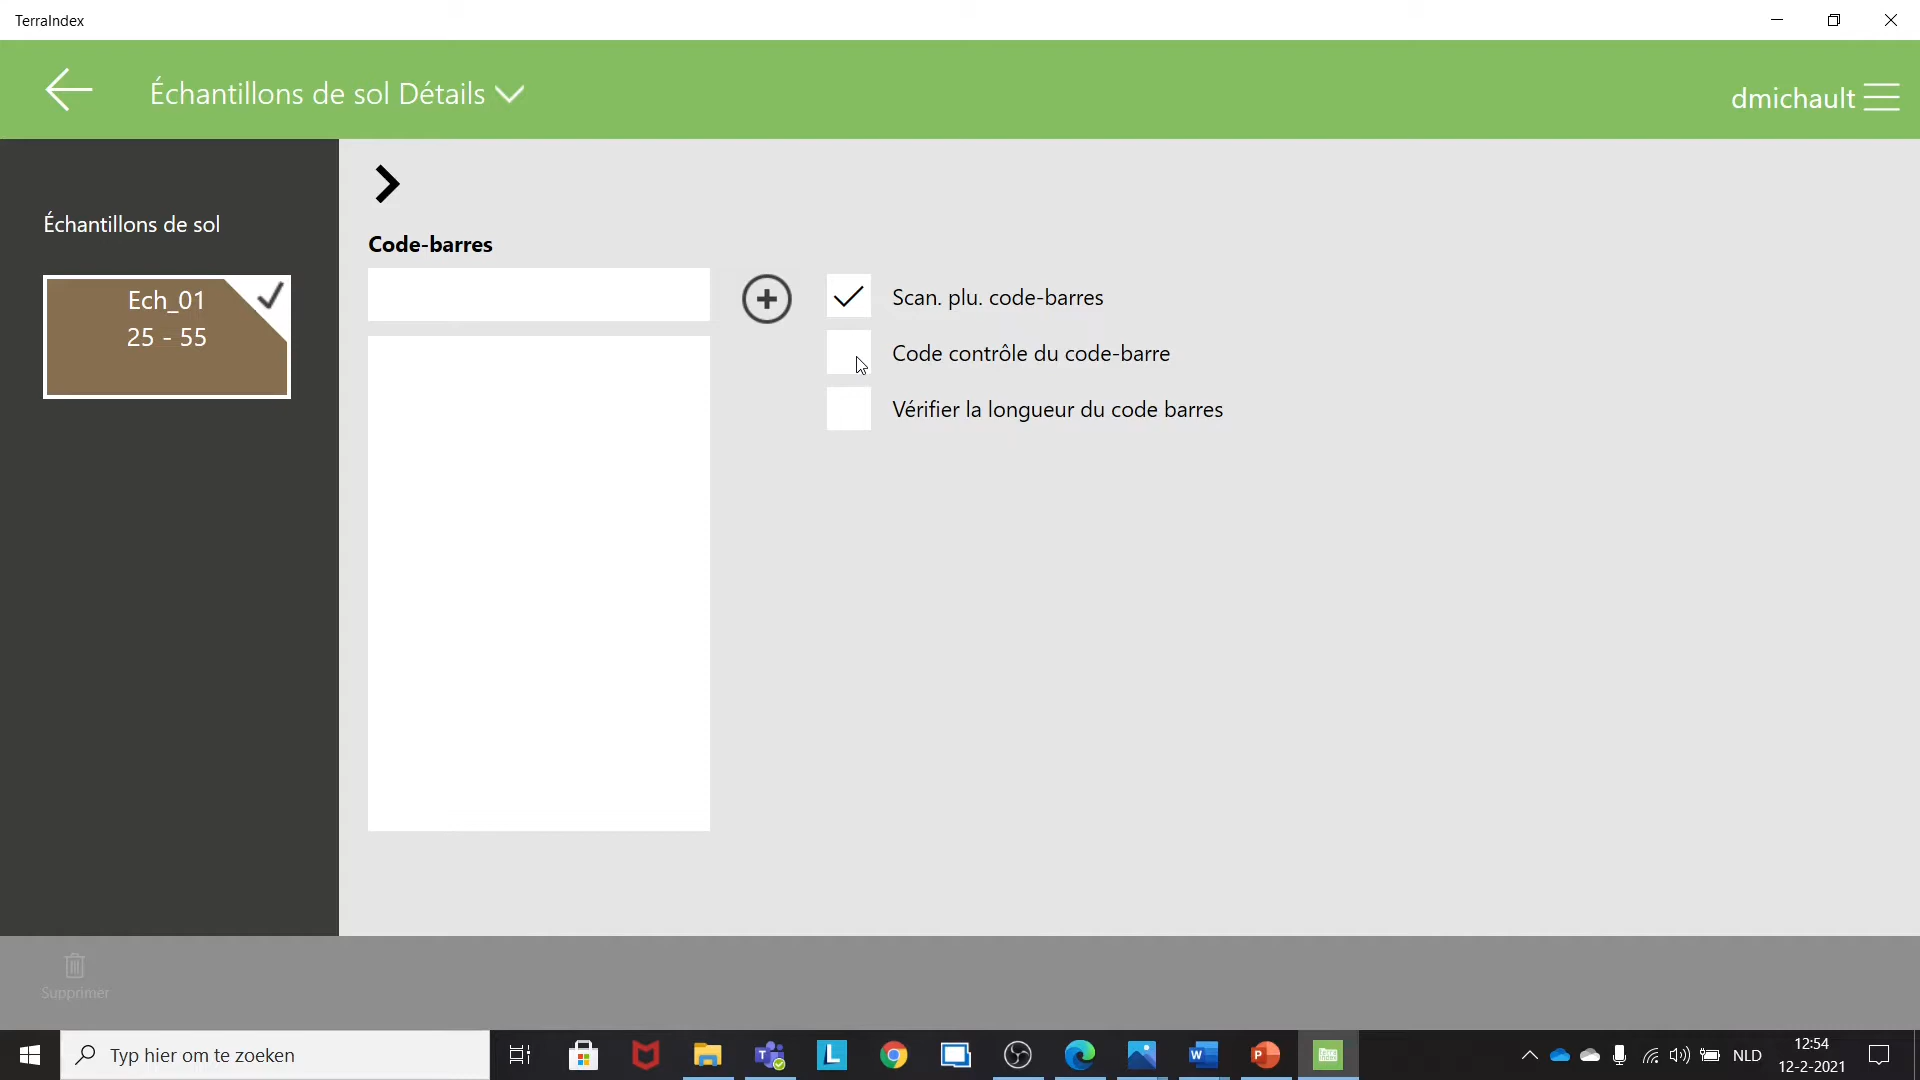 TerraIndex
Échantillons de sol Détails
dmichault
Échantillons de sol
Ech_01
25 - 55
Code-barres
Scan. plu. code-barres
Code contrôle du code-barre
Vérifier la longueur du code barres
Supprimer
Typ hier om te zoeken
NLD
12:54
12-2-2021